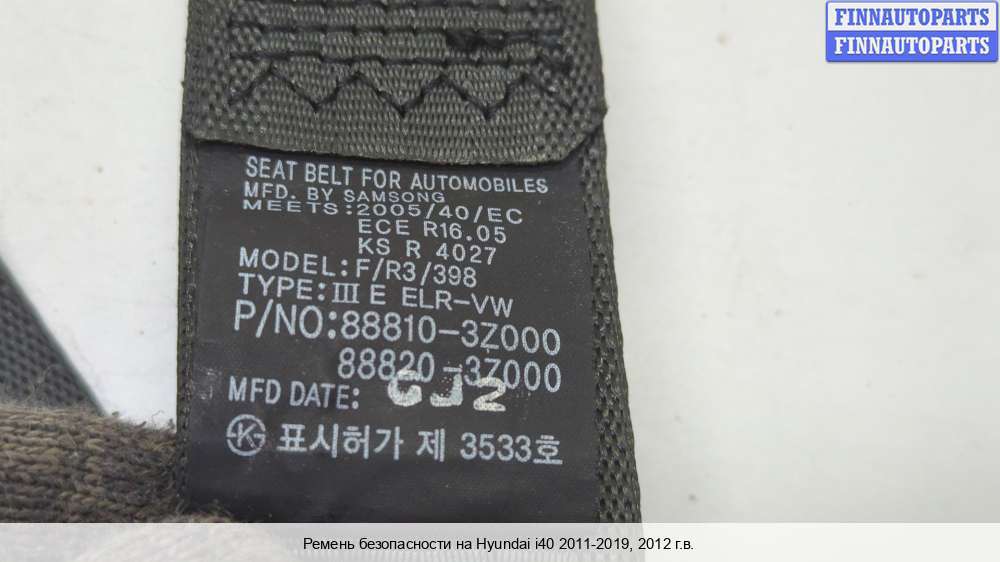 FINNAUTOPARTS
FINNAUTOPARTS
SEAT BELT FOR AUTOMOBILES
MFD. BY SAMSONG
MEETS:2005/40/EC
ECE R16.05
KS R 4027
MODEL:F/R3/398
TYPE:III E ELR-VW
P/NO:88810-3Z000
88820-3Z000
MFD DATE: GJ2
표시허가 제 3533호
Ремень безопасности на Hyundai i40 2011-2019, 2012 г.в.